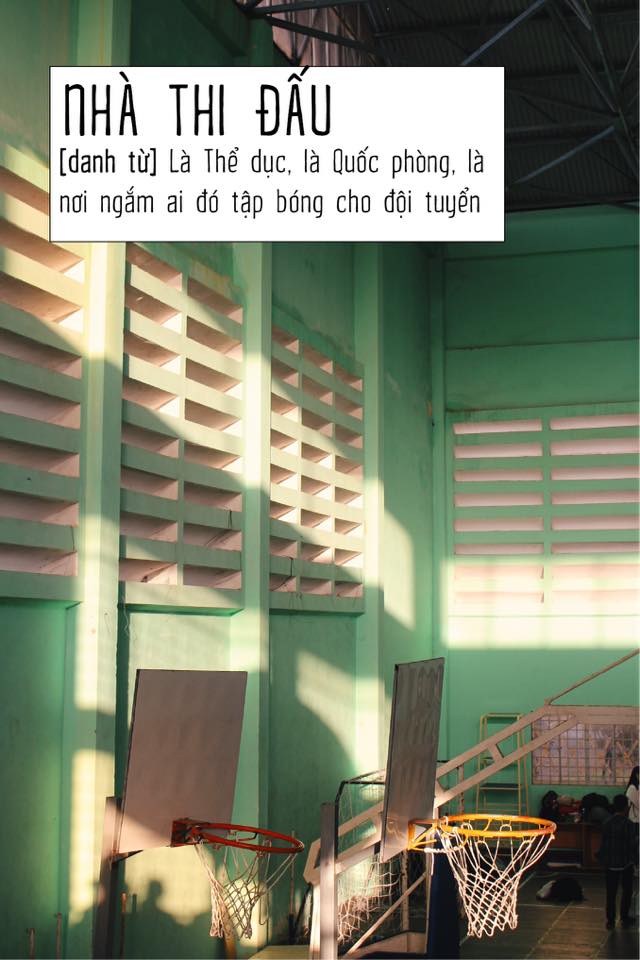 NHÀ THI ĐẤU
[danh từ] Là Thể dục, là Quốc phòng, là
nơi ngắm ai đó tập bóng cho đội tuyển